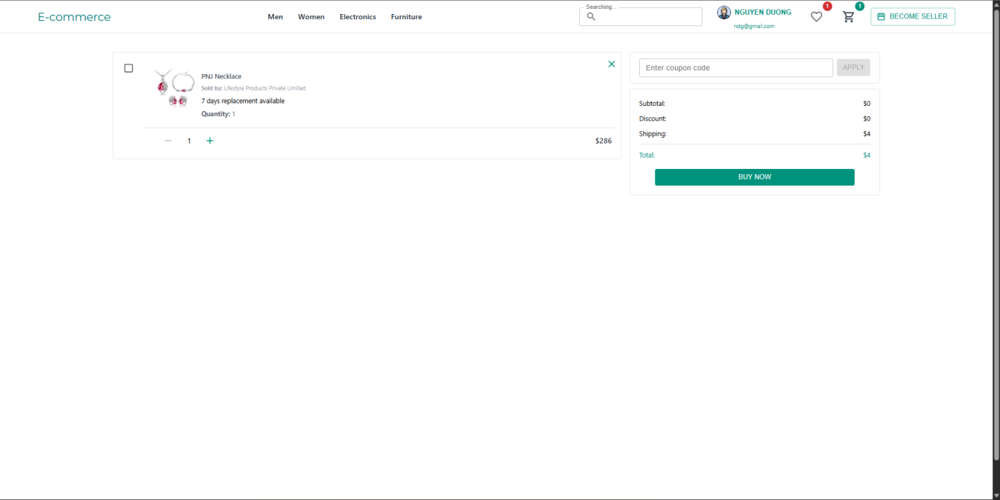 E-commerce
Men
Women
Electronics
Furniture
Searching...
NGUYEN DUONG
ndg@gmail.com
1
1
BECOME SELLER
PNJ Necklace
Sold by: Lifestyle Products Private Limited
7 days replacement available
Quantity: 1
1
$286
Enter coupon code
APPLY
Subtotal: $0
Discount: $0
Shipping: $4
Total: $4
BUY NOW